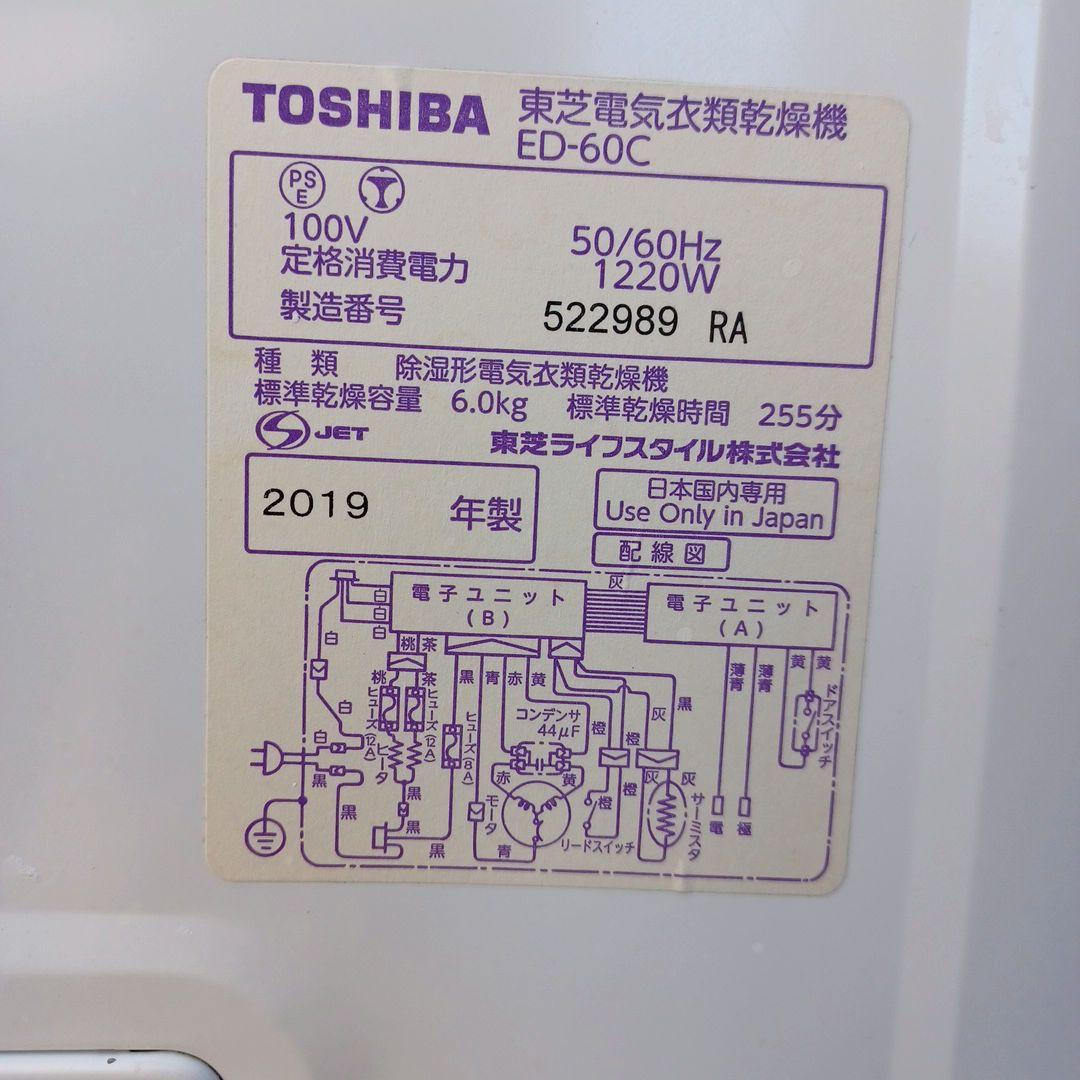 TOSHIBA 東芝電気衣類乾燥機
ED-60C
PS
E
100V 50/60Hz
定格消費電力 1220W
製造番号 522989 RA
種 類 除湿形電気衣類乾燥機
標準乾燥容量 6.0kg 標準乾燥時間 255分
S JET 東芝ライフスタイル株式会社
2019 年製
日本国内専用
Use Only in Japan
配線図
灰
電子ユニット
(B)
電子ユニット
(A)
白
白
白
白
桃 茶
桃 茶
ヒューズ(12A)
ヒューズ(12A)
ヒータ
黒 青 赤 黄
ヒューズ(8A)
コンデンサ
44μF
橙
橙
灰
黒
薄青
薄青
黄 黄
ドアスイッチ
白
白
黒
黒
黒
黒
黒
赤 黄
モータ
青
橙
橙
リードスイッチ
灰 灰
サーミスタ
電
極